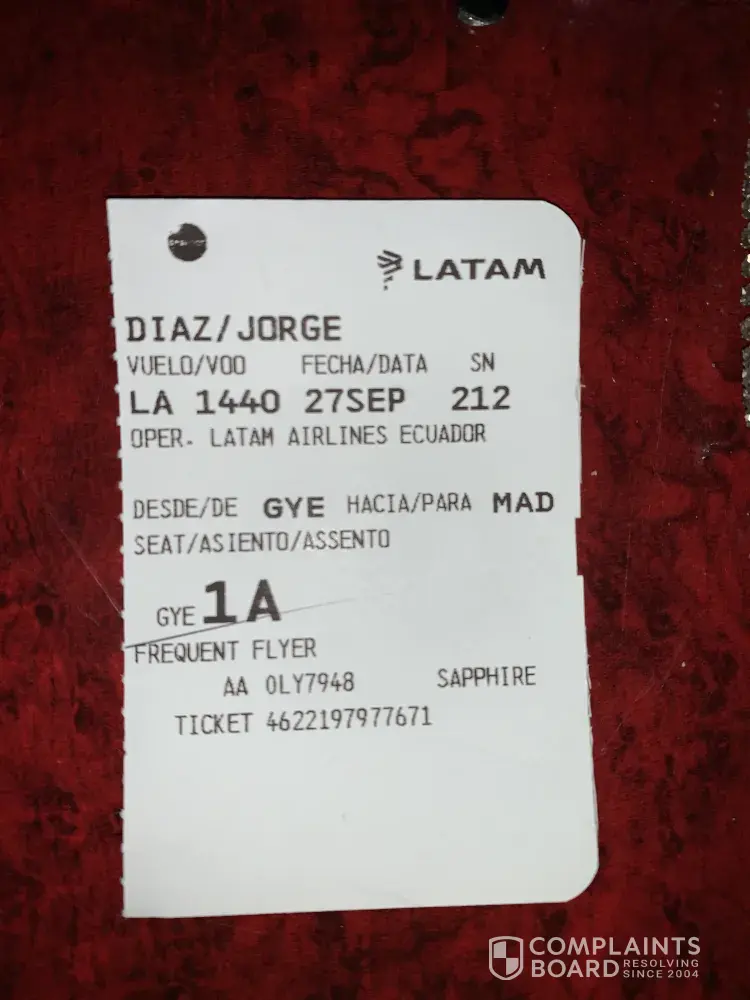 LATAM
DIAZ/JORGE
VUELO/VOO FECHA/DATA SN
LA 1440 27SEP 212
OPER. LATAM AIRLINES ECUADOR
DESDE/DE GYE HACIA/PARA MAD
SEAT/ASIENTO/ASSENTO
GYE 1A
FREQUENT FLYER
AA 0LY7948 SAPPHIRE
TICKET 4622197977671
COMPLAINTS
BOARD RESOLVING
SINCE 2004